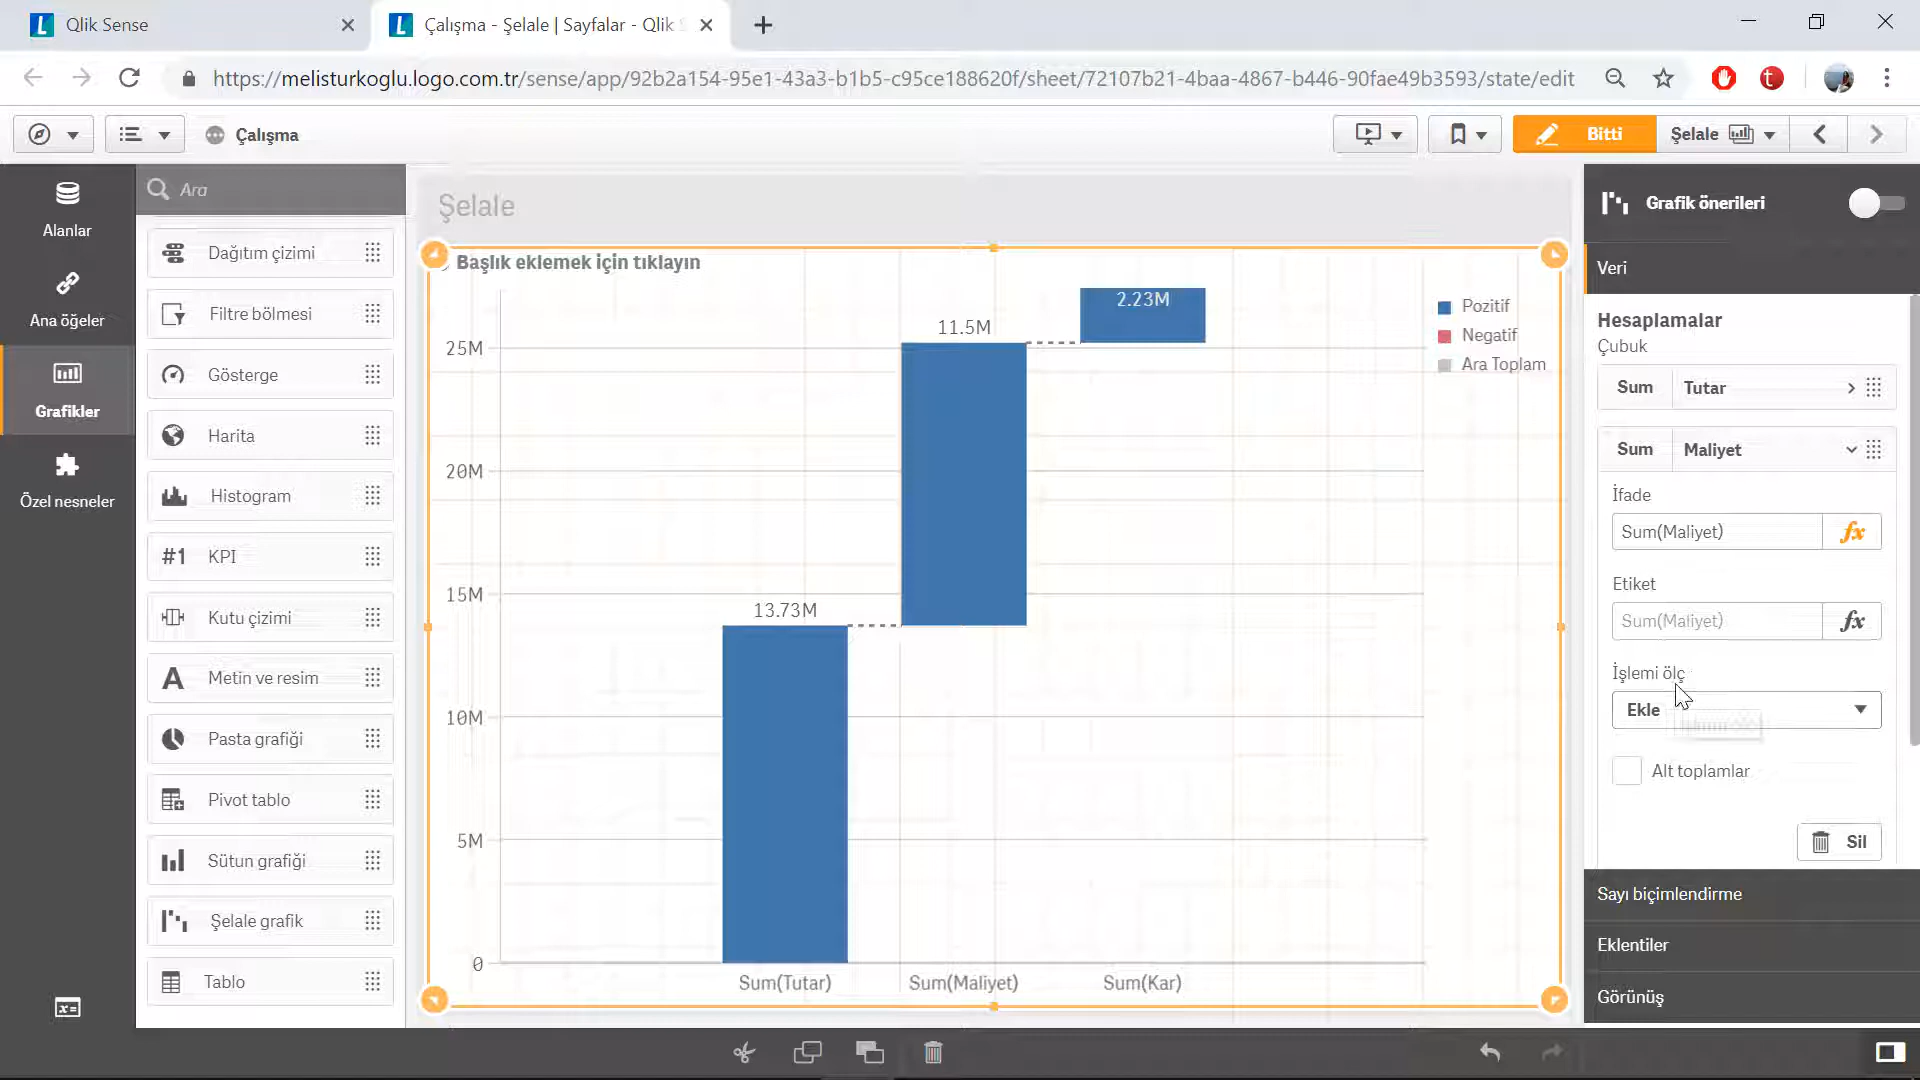 Qlik Sense
Çalışma - Şelale | Sayfalar - Qlik S
https://melisturkoglu.logo.com.tr/sense/app/92b2a154-95e1-43a3-b1b5-c95ce188620f/sheet/72107b21-4baa-4867-b446-90fae49b3593/state/edit
Çalışma
Bitti
Şelale
Alanlar
Ana öğeler
Grafikler
Özel nesneler
Ara
Dağıtım çizimi
Filtre bölmesi
Gösterge
Harita
Histogram
#1 KPI
Kutu çizimi
A Metin ve resim
Pasta grafiği
Pivot tablo
Sütun grafiği
Şelale grafik
Tablo
Şelale
Başlık eklemek için tıklayın
25M
20M
15M
10M
5M
0
13.73M
11.5M
2.23M
Sum(Tutar)
Sum(Maliyet)
Sum(Kar)
Pozitif
Negatif
Ara Toplam
Grafik önerileri
Veri
Hesaplamalar
Çubuk
Sum Tutar
Sum Maliyet
İfade
Sum(Maliyet) fx
Etiket
Sum(Maliyet) fx
İşlemi ölç
Ekle
Alt toplamlar
Sil
Sayı biçimlendirme
Eklentiler
Görünüş